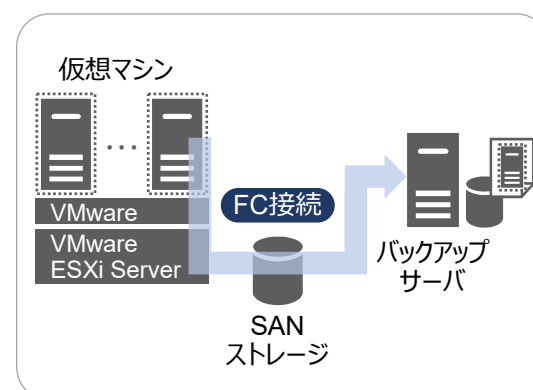 仮想マシン
…
VMware
VMware
ESXi Server
FC接続
SAN
ストレージ
バックアップ
サーバ